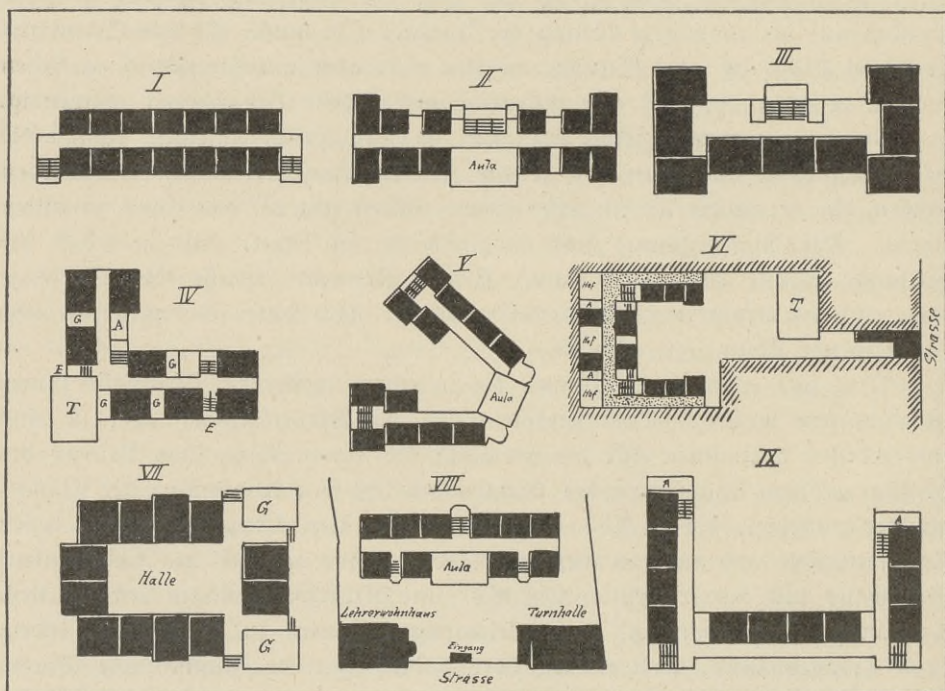 I
II
Aula
III
IV
G
A
E
T
G
G
G
E
V
Aula
VI
Hof
A
Hof
A
Hof
T
Strasse
VII
G
Halle
G
VIII
Aula
Lehrerwohnhaus
Turnhalle
Eingang
Strasse
IX
A
A